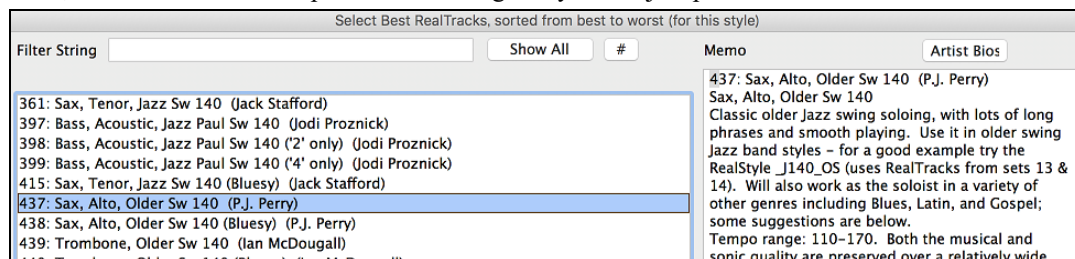 Select Best RealTracks, sorted from best to worst (for this style)
Filter String
Show All
#
Memo
Artist Bios
361: Sax, Tenor, Jazz Sw 140 (Jack Stafford)
397: Bass, Acoustic, Jazz Paul Sw 140 (Jodi Proznick)
398: Bass, Acoustic, Jazz Paul Sw 140 ('2' only) (Jodi Proznick)
399: Bass, Acoustic, Jazz Paul Sw 140 ('4' only) (Jodi Proznick)
415: Sax, Tenor, Jazz Sw 140 (Bluesy) (Jack Stafford)
437: Sax, Alto, Older Sw 140 (P.J. Perry)
438: Sax, Alto, Older Sw 140 (Bluesy) (P.J. Perry)
439: Trombone, Older Sw 140 (Ian McDougall)
437: Sax, Alto, Older Sw 140 (P.J. Perry)
Sax, Alto, Older Sw 140
Classic older Jazz swing soloing, with lots of long
phrases and smooth playing. Use it in older swing
Jazz band styles – for a good example try the
RealStyle _J140_OS (uses RealTracks from sets 13 &
14). Will also work as the soloist in a variety of
other genres including Blues, Latin, and Gospel;
some suggestions are below.
Tempo range: 110-170. Both the musical and
sonic quality are preserved over a relatively wide